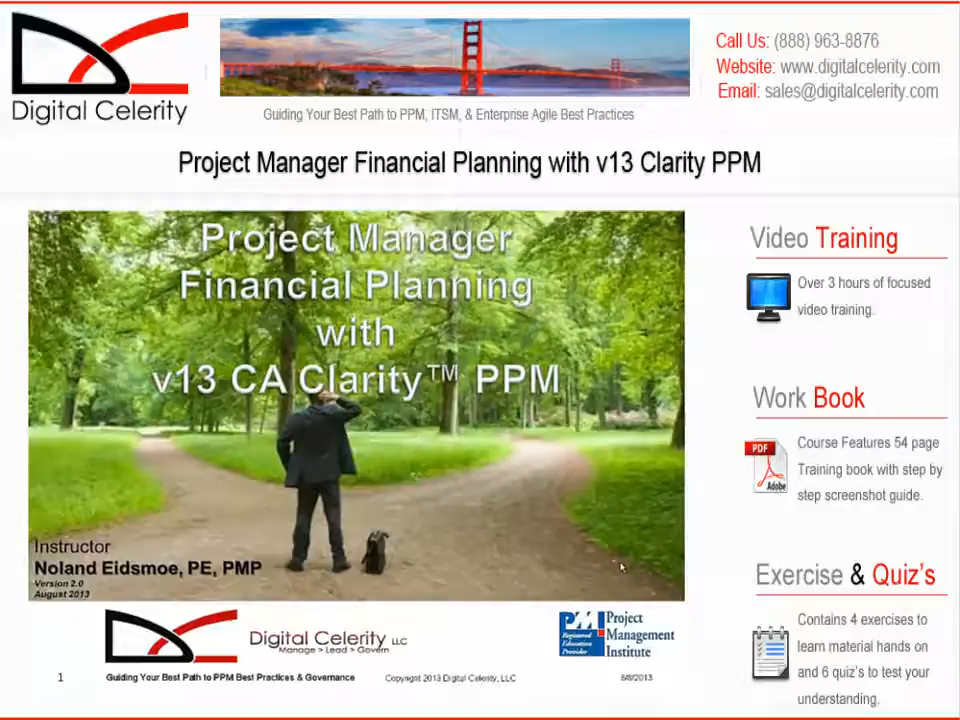 Digital Celerity
Guiding Your Best Path to PPM, ITSM, & Enterprise Agile Best Practices
Call Us: (888) 963-8876
Website: www.digitalcelerity.com
Email: sales@digitalcelerity.com
Project Manager Financial Planning with v13 Clarity PPM
Project Manager
Financial Planning
with
v13 CA Clarity™ PPM
Instructor
Noland Eidsmoe, PE, PMP
Version 2.0
August 2013
Digital Celerity LLC
Manage > Lead > Govern
PMI
Registered
Education
Provider
Project
Management
Institute
1
Guiding Your Best Path to PPM Best Practices & Governance
Copyright 2013 Digital Celerity, LLC
8/8/2013
Video Training
Over 3 hours of focused
video training.
Work Book
PDF
Adobe
Course Features 54 page
Training book with step by
step screenshot guide.
Exercise & Quiz's
Contains 4 exercises to
learn material hands on
and 6 quiz's to test your
understanding.